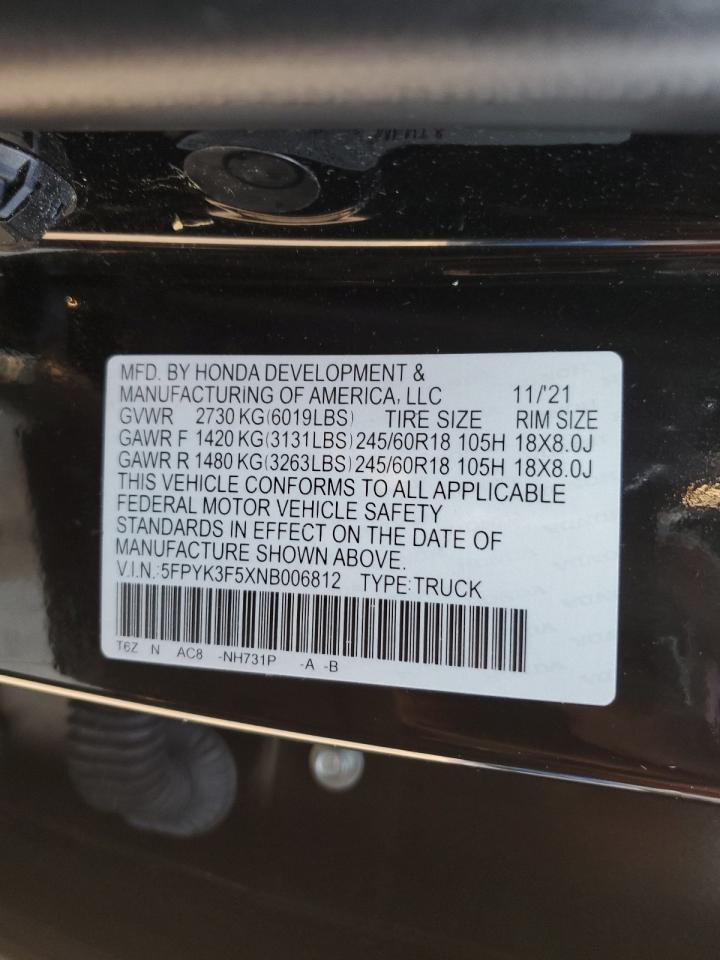 MFD. BY HONDA DEVELOPMENT &
MANUFACTURING OF AMERICA, LLC 11/'21
GVWR 2730 KG(6019LBS) TIRE SIZE RIM SIZE
GAWR F 1420 KG(3131LBS) 245/60R18 105H 18X8.0J
GAWR R 1480 KG(3263LBS) 245/60R18 105H 18X8.0J
THIS VEHICLE CONFORMS TO ALL APPLICABLE
FEDERAL MOTOR VEHICLE SAFETY
STANDARDS IN EFFECT ON THE DATE OF
MANUFACTURE SHOWN ABOVE.
V.I.N.:5FPYK3F5XNB006812 TYPE:TRUCK
T6Z N AC8 -NH731P -A -B